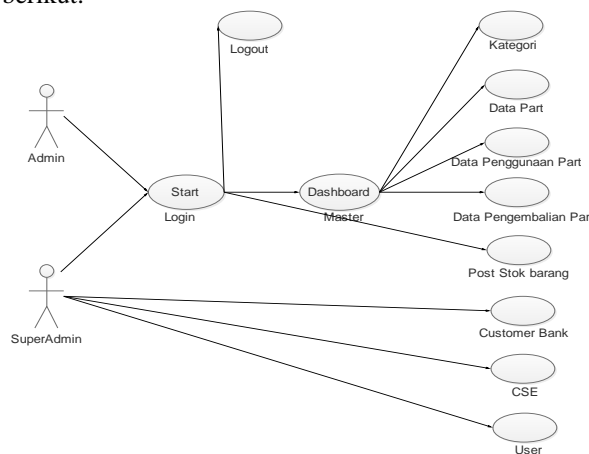 berikut:
Logout
Kategori
Data Part
Admin
Data Penggunaan Part
Start
Login
Dashboard
Master
Data Pengembalian Par
Post Stok barang
SuperAdmin
Customer Bank
CSE
User